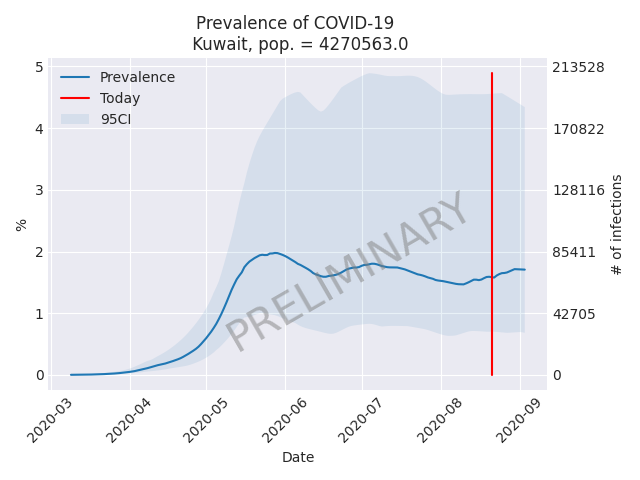 Prevalence of COVID-19
Kuwait, pop. = 4270563.0
5
4
3
2
1
0
%
213528
170822
128116
85411
42705
0
# of infections
Prevalence
Today
95CI
PRELIMINARY
2020-03
2020-04
2020-05
2020-06
2020-07
2020-08
2020-09
Date